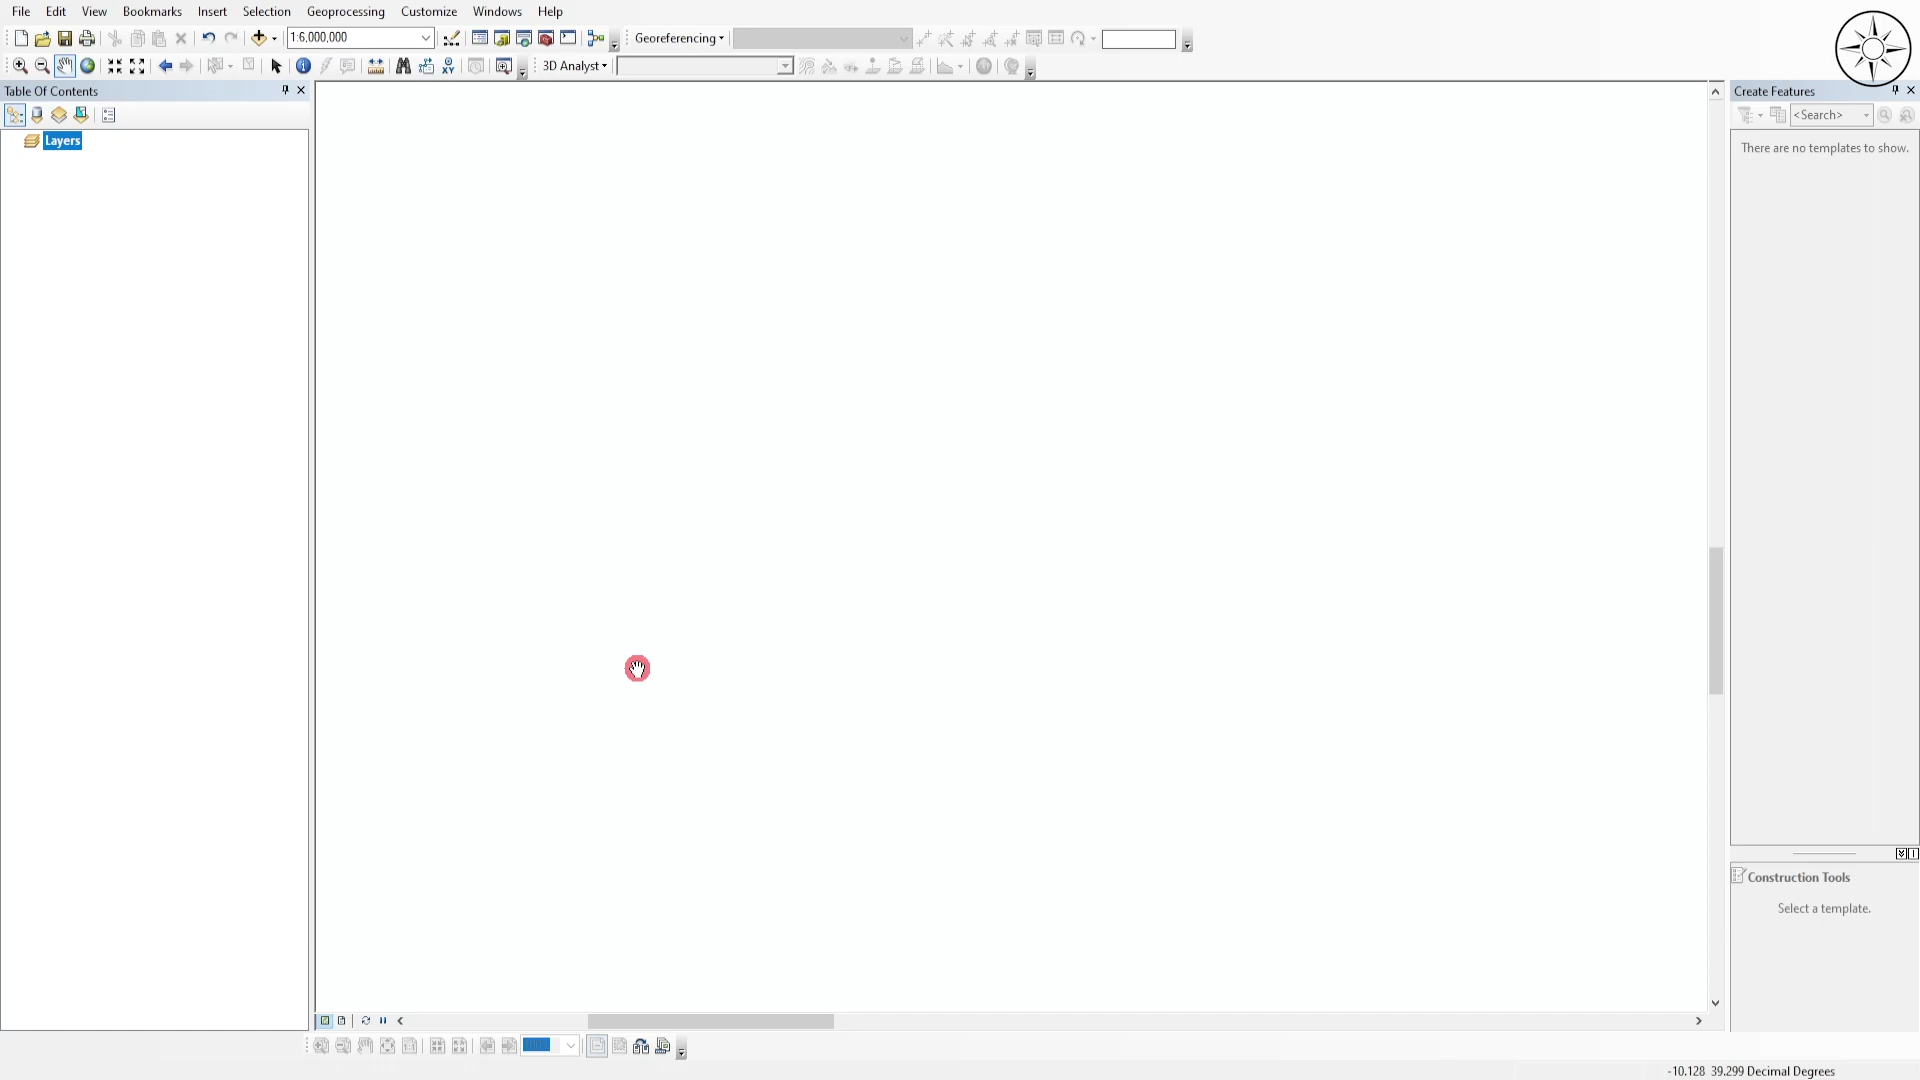 File Edit View Bookmarks Insert Selection Geoprocessing Customize Windows Help
1:6,000,000 Georeferencing
3D Analyst
Table Of Contents
Layers
Create Features
<Search>
There are no templates to show.
Construction Tools
Select a template.
-10.128 39.299 Decimal Degrees